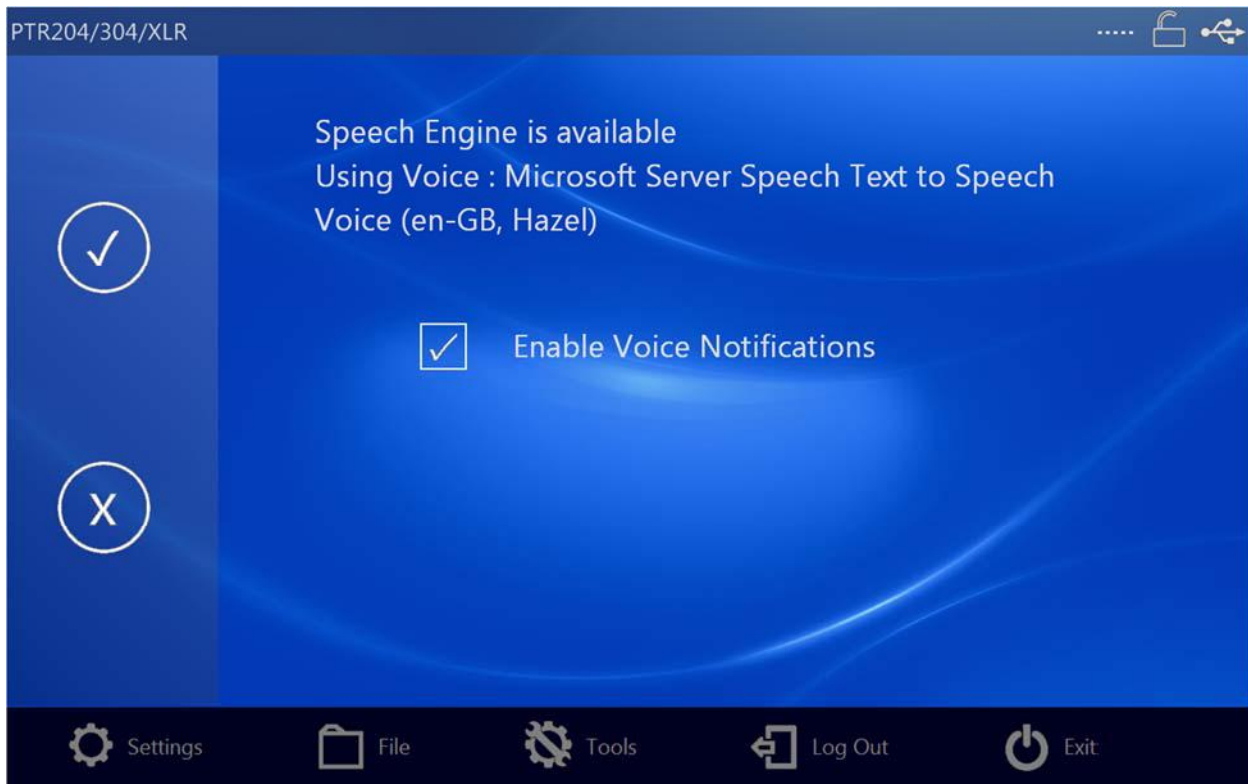 PTR204/304/XLR
Speech Engine is available
Using Voice : Microsoft Server Speech Text to Speech
Voice (en-GB, Hazel)
Enable Voice Notifications
X
Settings
File
Tools
Log Out
Exit